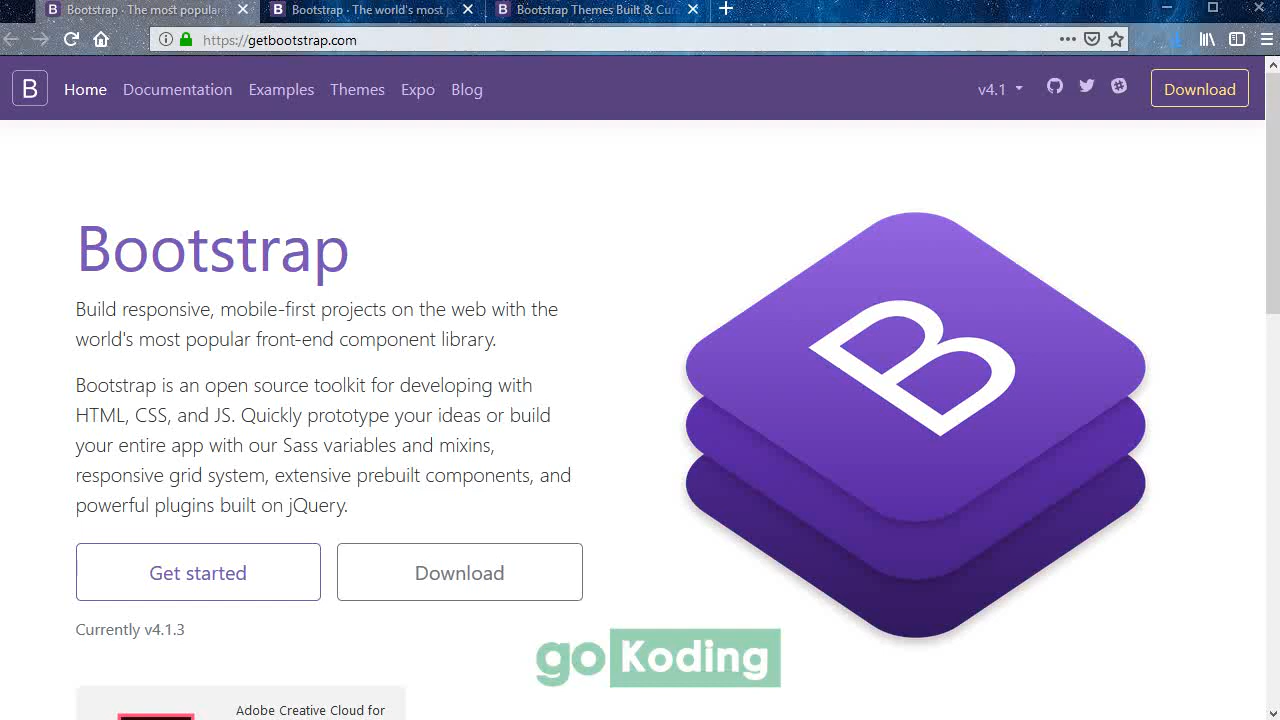 Bootstrap · The most popular
Bootstrap · The world's most
Bootstrap Themes Built & Cur
https://getbootstrap.com
B
Home
Documentation
Examples
Themes
Expo
Blog
v4.1
Download
Bootstrap
Build responsive, mobile-first projects on the web with the
world's most popular front-end component library.
Bootstrap is an open source toolkit for developing with
HTML, CSS, and JS. Quickly prototype your ideas or build
your entire app with our Sass variables and mixins,
responsive grid system, extensive prebuilt components, and
powerful plugins built on jQuery.
B
Get started
Download
Currently v4.1.3
go Koding
Adobe Creative Cloud for